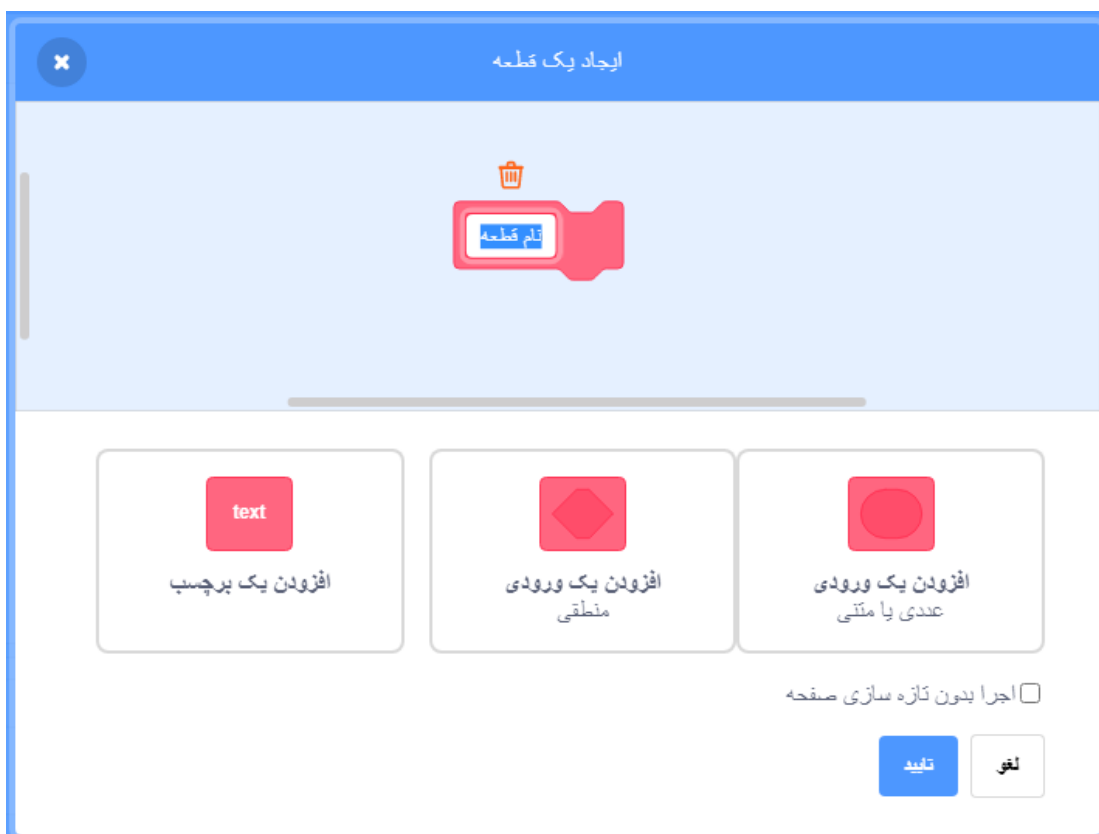 ایجاد یک قطعه
نام قطعه
افزودن یک ورودی
عددی یا متنی
افزودن یک ورودی
منطقی
text
افزودن یک برچسب
اجرا بدون تازه سازی صفحه
لغو
تایید